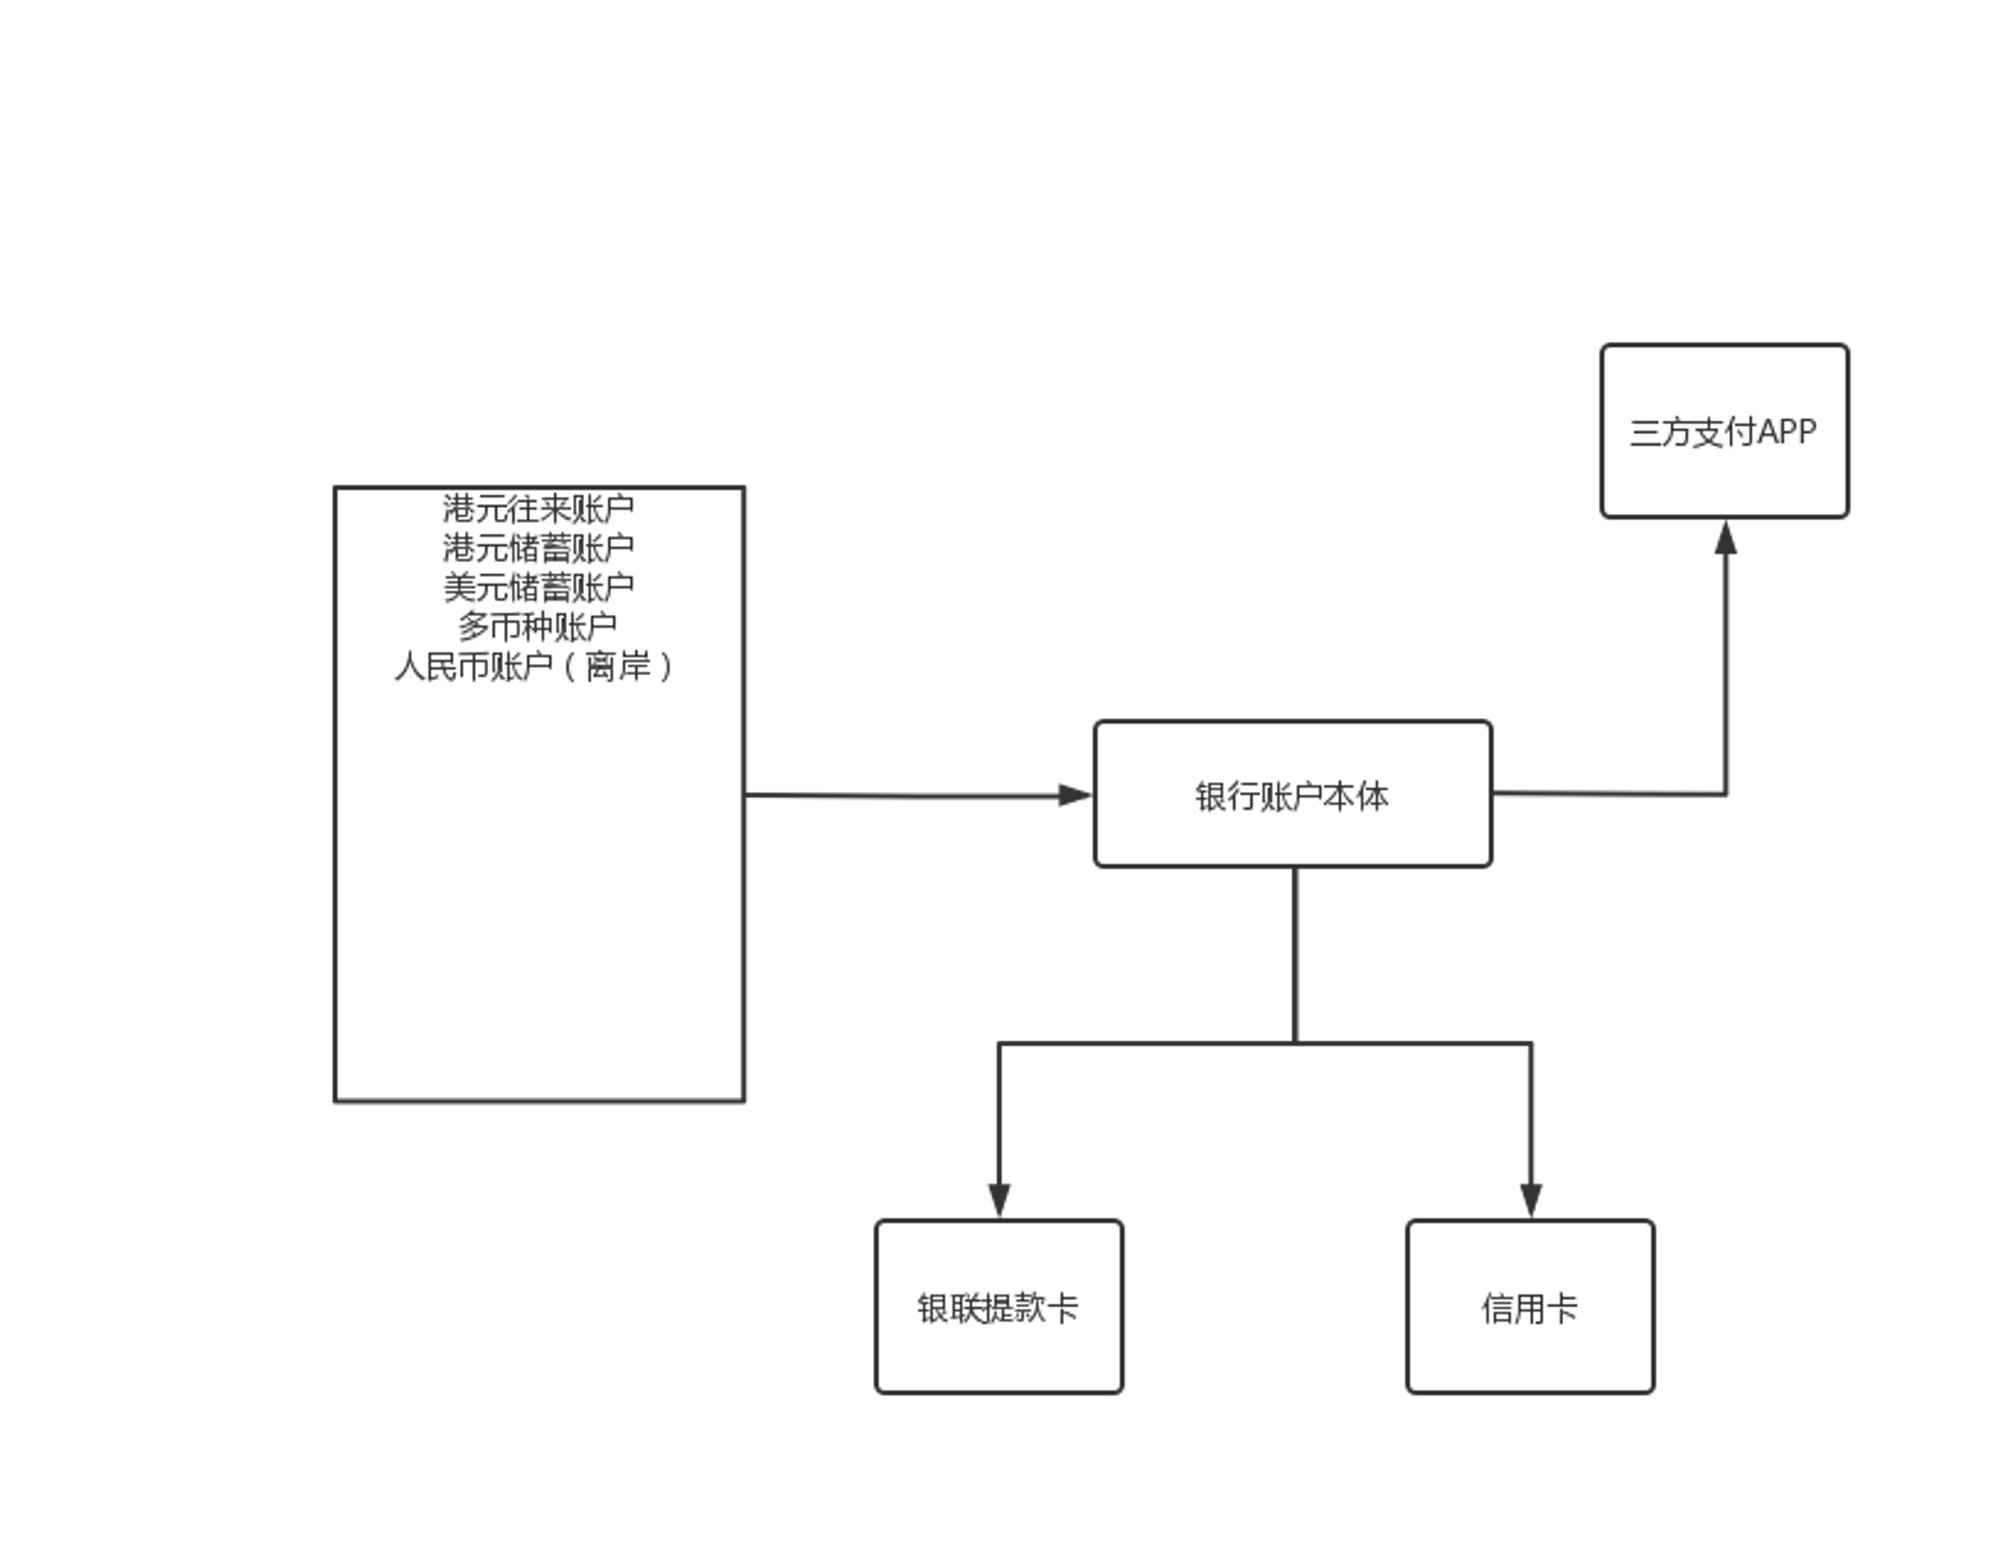 三方支付APP
港元往来账户
港元储蓄账户
美元储蓄账户
多币种账户
人民币账户（离岸）
银行账户本体
银联提款卡
信用卡